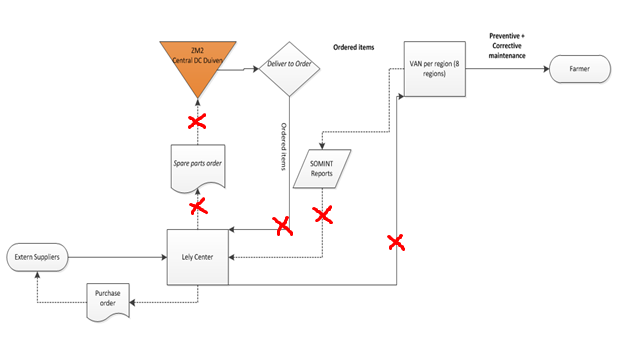 Preventive +
Corrective
maintenance
Ordered items
ZM2
Central DC Duiven
Deliver to Order
VAN per region (8
regions)
Farmer
Ordered items
Spare parts order
SOMINT
Reports
Extern Suppliers
Lely Center
Purchase
order